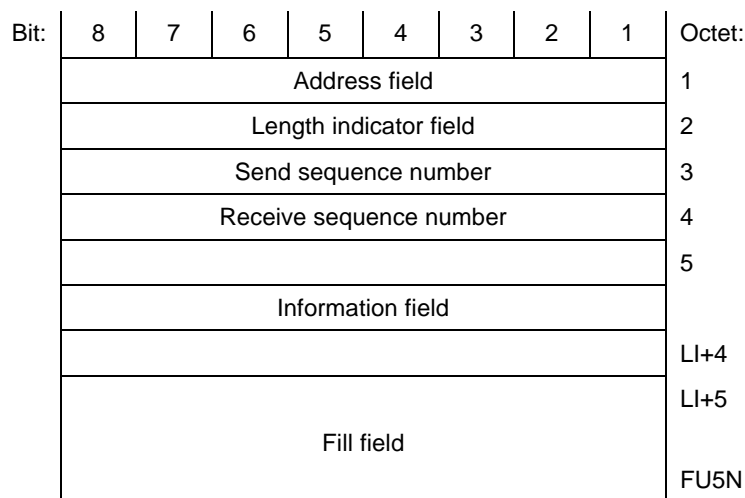 Bit: 8 7 6 5 4 3 2 1 Octet:
Address field 1
Length indicator field 2
Send sequence number 3
Receive sequence number 4
5
Information field
LI+4
LI+5
Fill field
FU5N